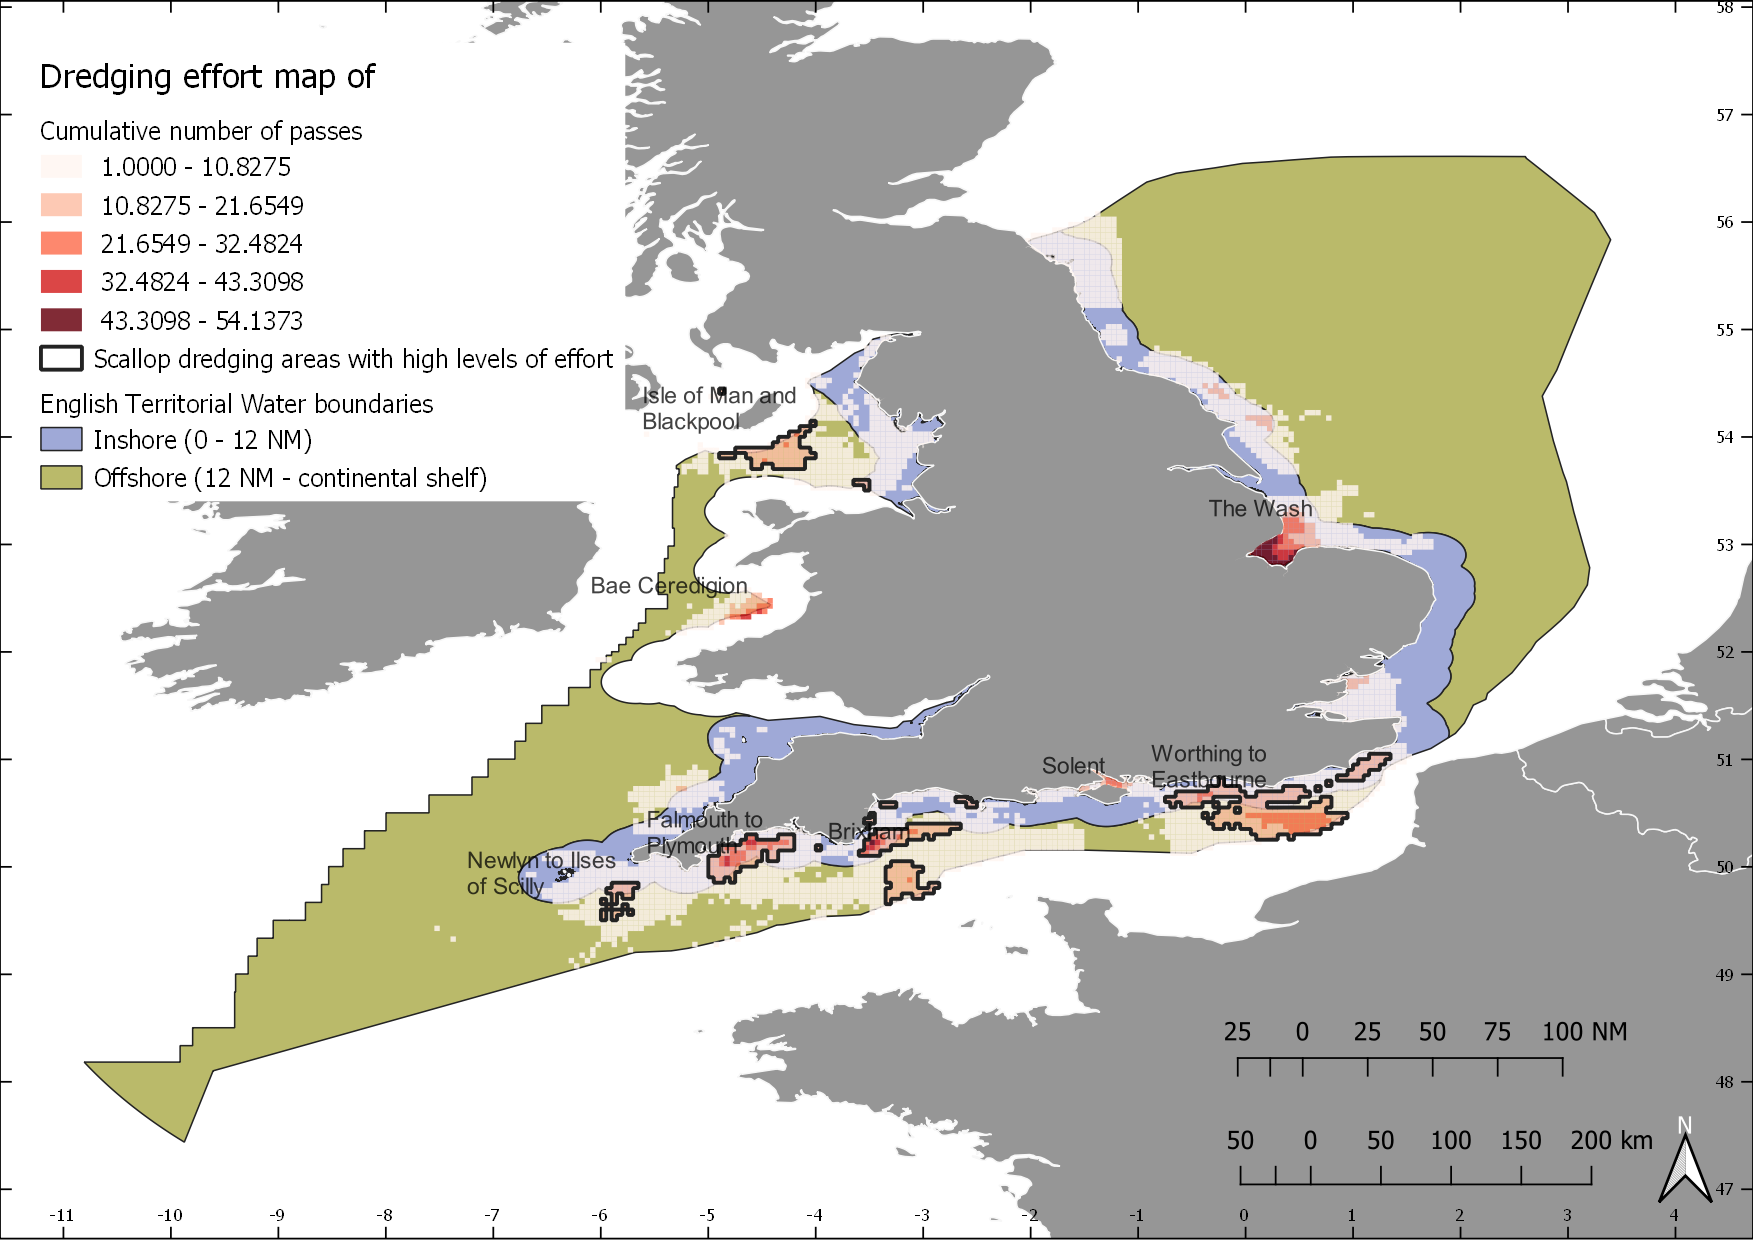 Dredging effort map of
Cumulative number of passes
1.0000 - 10.8275
10.8275 - 21.6549
21.6549 - 32.4824
32.4824 - 43.3098
43.3098 - 54.1373
Scallop dredging areas with high levels of effort
English Territorial Water boundaries
Inshore (0 - 12 NM)
Offshore (12 NM - continental shelf)
Isle of Man and
Blackpool
The Wash
Bae Ceredigion
Solent
Worthing to
Eastbourne
Falmouth to
Plymouth
Brixham
Newlyn to Ilses
of Scilly
58
57
56
55
54
53
52
51
50
49
48
47
25 0 25 50 75 100 NM
50 0 50 100 150 200 km
N
-11 -10 -9 -8 -7 -6 -5 -4 -3 -2 -1 0 1 2 3 4